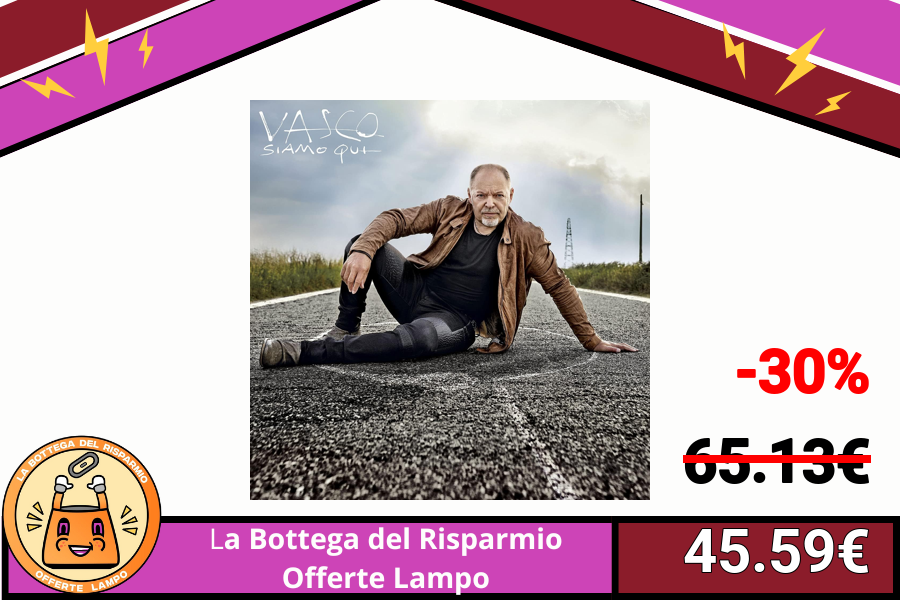 VASCO
SIAMO QUI
-30%
65.13€
LA BOTTEGA DEL RISPARMIO
OFFERTE LAMPO
La Bottega del Risparmio
Offerte Lampo
45.59€